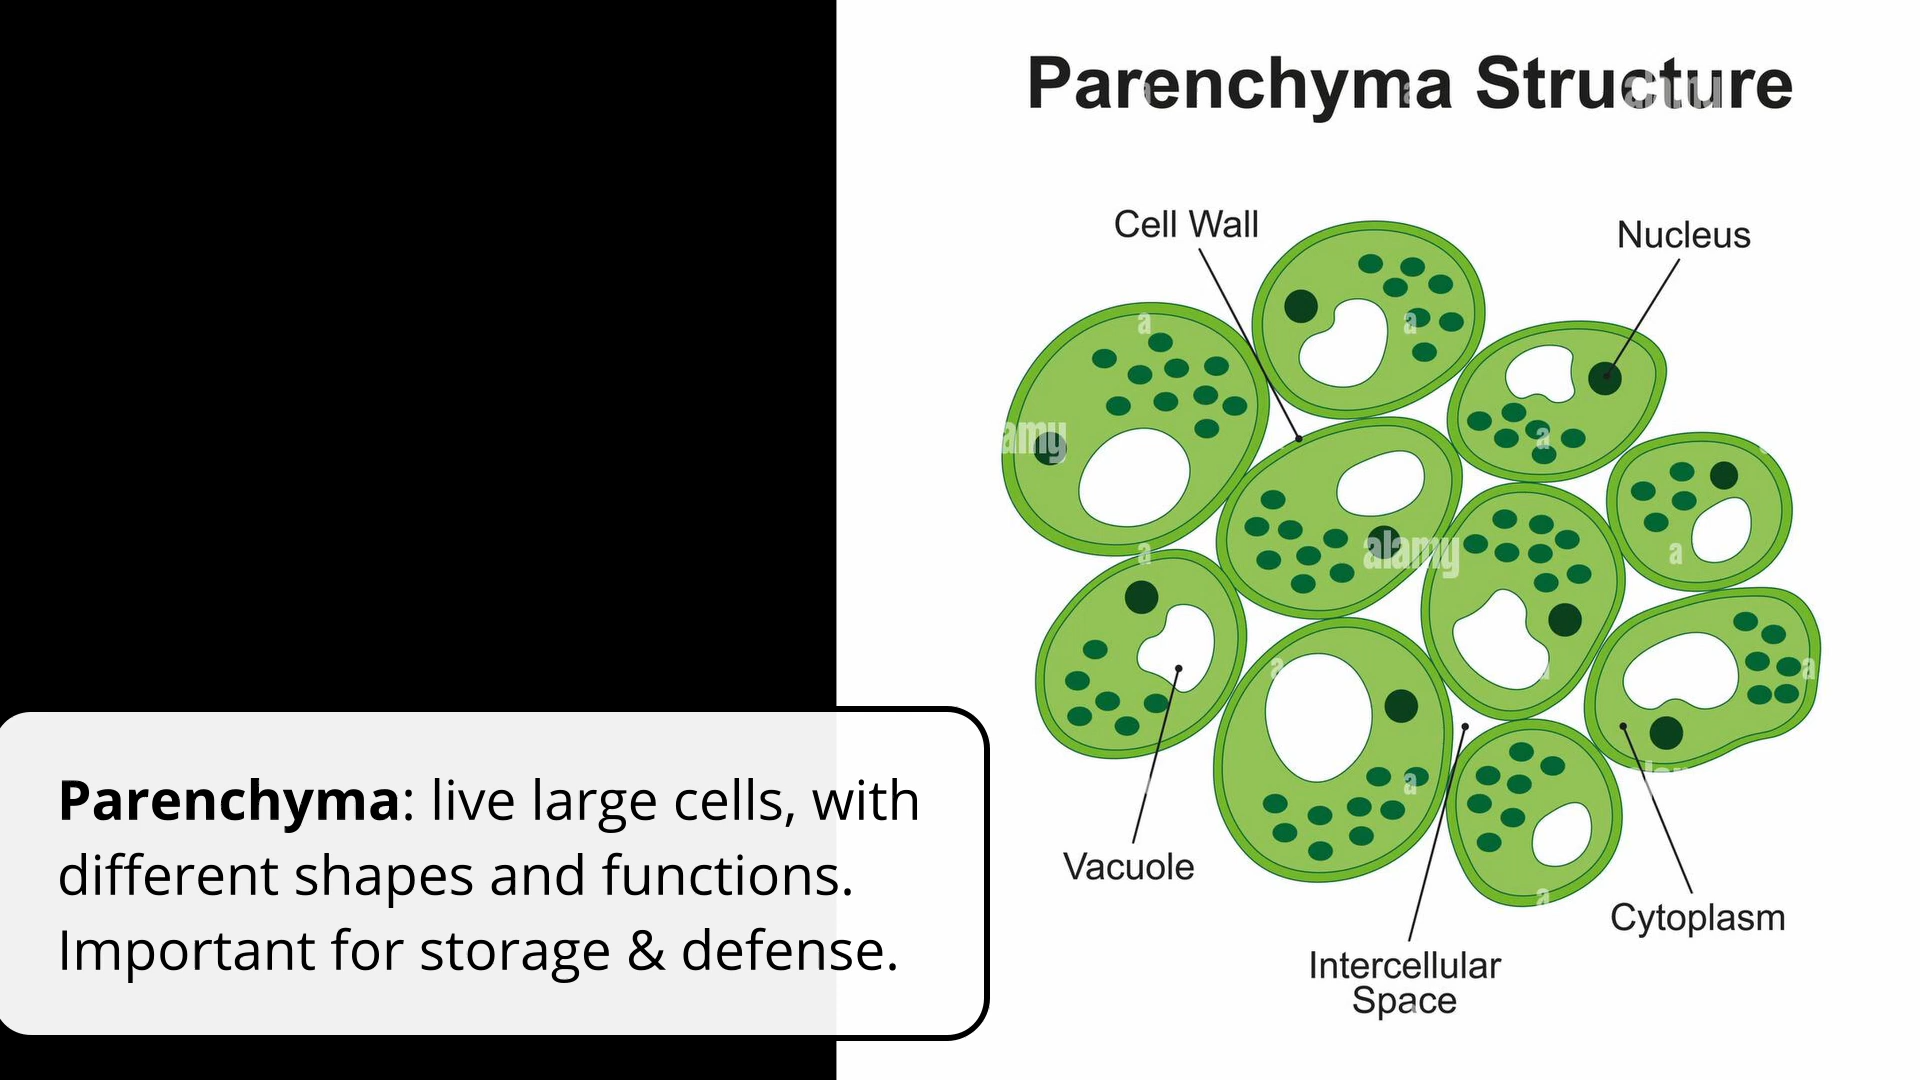 Parenchyma Structure
Cell Wall
Nucleus
Vacuole
Cytoplasm
Intercellular
Space
Parenchyma: live large cells, with
different shapes and functions.
Important for storage & defense.
alamy